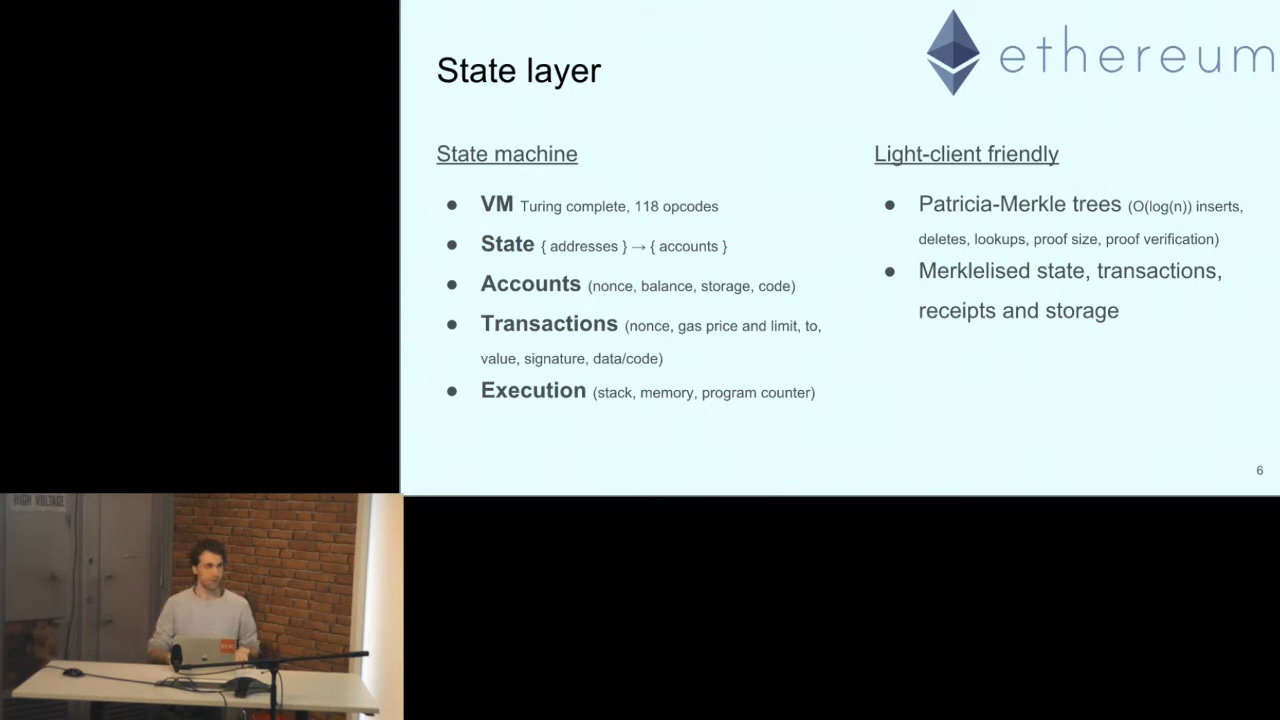 ethereum
State layer
State machine
● VM Turing complete, 118 opcodes
● State { addresses } → { accounts }
● Accounts (nonce, balance, storage, code)
● Transactions (nonce, gas price and limit, to,
value, signature, data/code)
● Execution (stack, memory, program counter)
Light-client friendly
● Patricia-Merkle trees (O(log(n)) inserts,
deletes, lookups, proof size, proof verification)
● Merklelised state, transactions,
receipts and storage
6
HIGH VOLTAGE